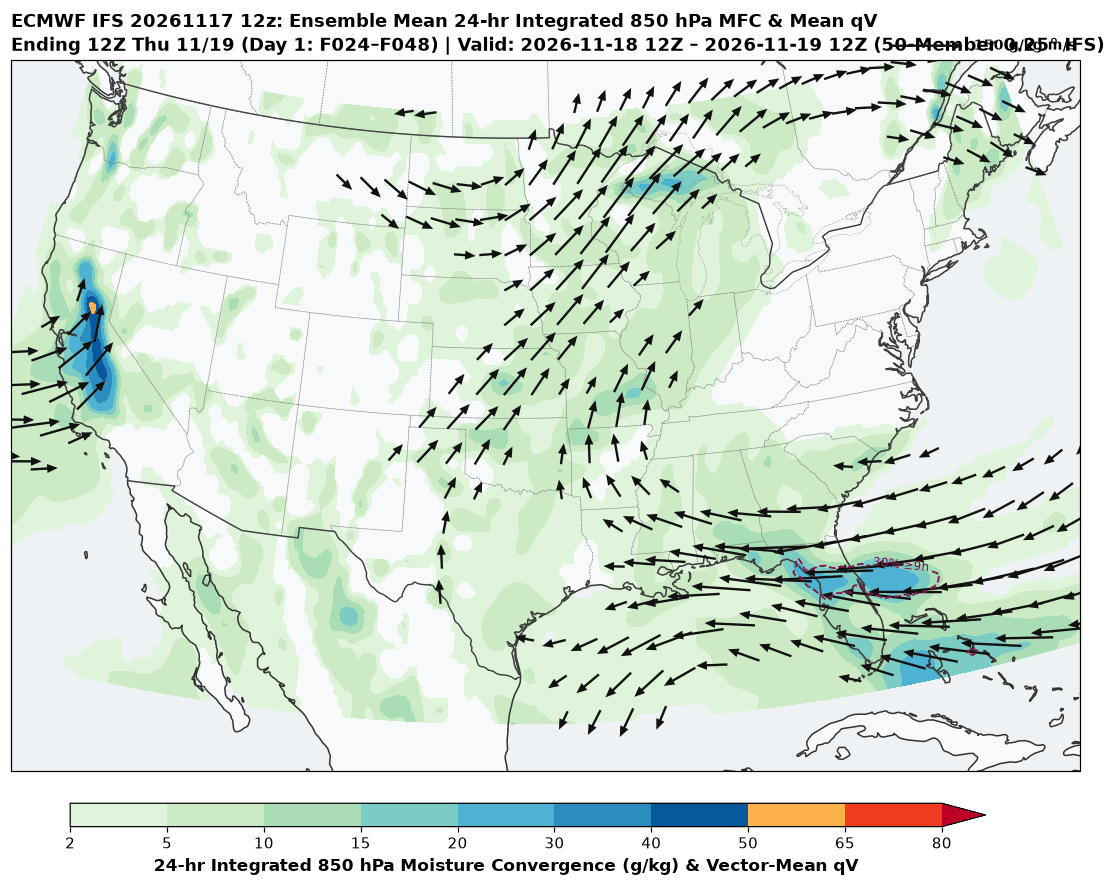 ECMWF IFS 20261117 12z: Ensemble Mean 24-hr Integrated 850 hPa MFC & Mean qV
Ending 12Z Thu 11/19 (Day 1: F024–F048) | Valid: 2026-11-18 12Z – 2026-11-19 12Z (50-Member 0.25° IFS)
≥9h
2 5 10 15 20 30 40 50 65 80
24-hr Integrated 850 hPa Moisture Convergence (g/kg) & Vector-Mean qV